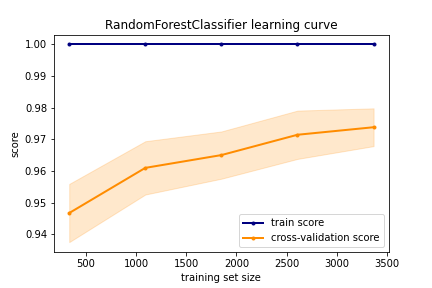 RandomForestClassifier learning curve
1.00
0.99
0.98
0.97
0.96
0.95
0.94
score
train score
cross-validation score
500 1000 1500 2000 2500 3000 3500
training set size